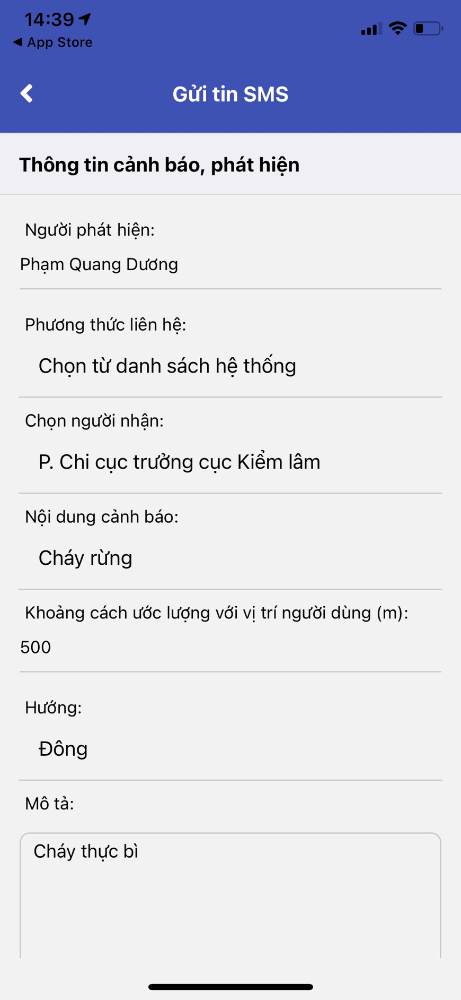 14:39
App Store
Gửi tin SMS
Thông tin cảnh báo, phát hiện
Người phát hiện:
Phạm Quang Dương
Phương thức liên hệ:
Chọn từ danh sách hệ thống
Chọn người nhận:
P. Chi cục trưởng cục Kiểm lâm
Nội dung cảnh báo:
Cháy rừng
Khoảng cách ước lượng với vị trí người dùng (m):
500
Hướng:
Đông
Mô tả:
Cháy thực bì